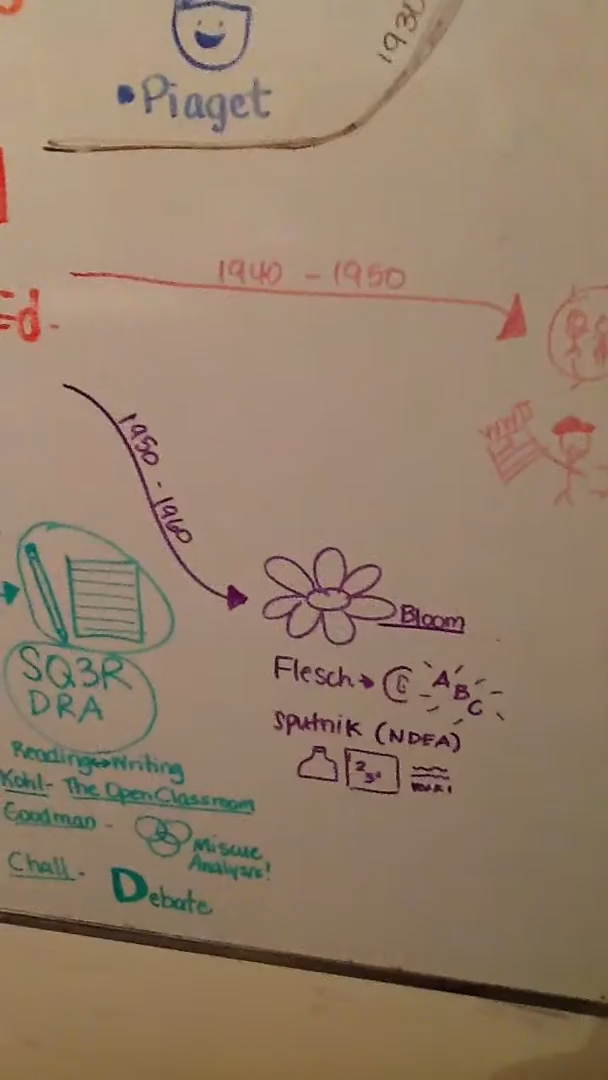 1930
• Piaget
1940 - 1950
Ed.
1950 - 1960
Bloom
Flesch → A B C
Sputnik (NDEA)
SQ3R
DRA
Reading↔Writing
Kohl - The Open Classroom
Goodman - Miscue
Analysis!
Chall - Debate